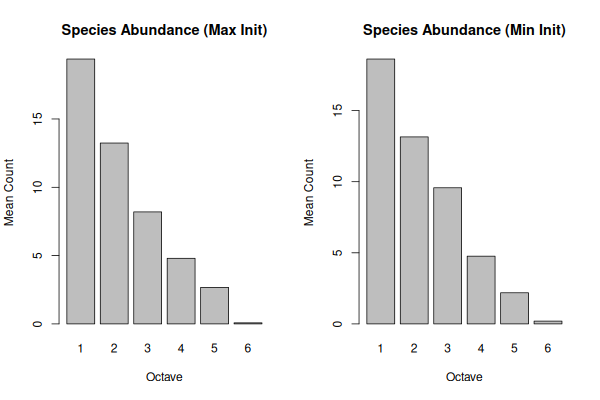 Species Abundance (Max Init)
Mean Count
0
5
10
15
1 2 3 4 5 6
Octave
Species Abundance (Min Init)
Mean Count
0
5
10
15
1 2 3 4 5 6
Octave